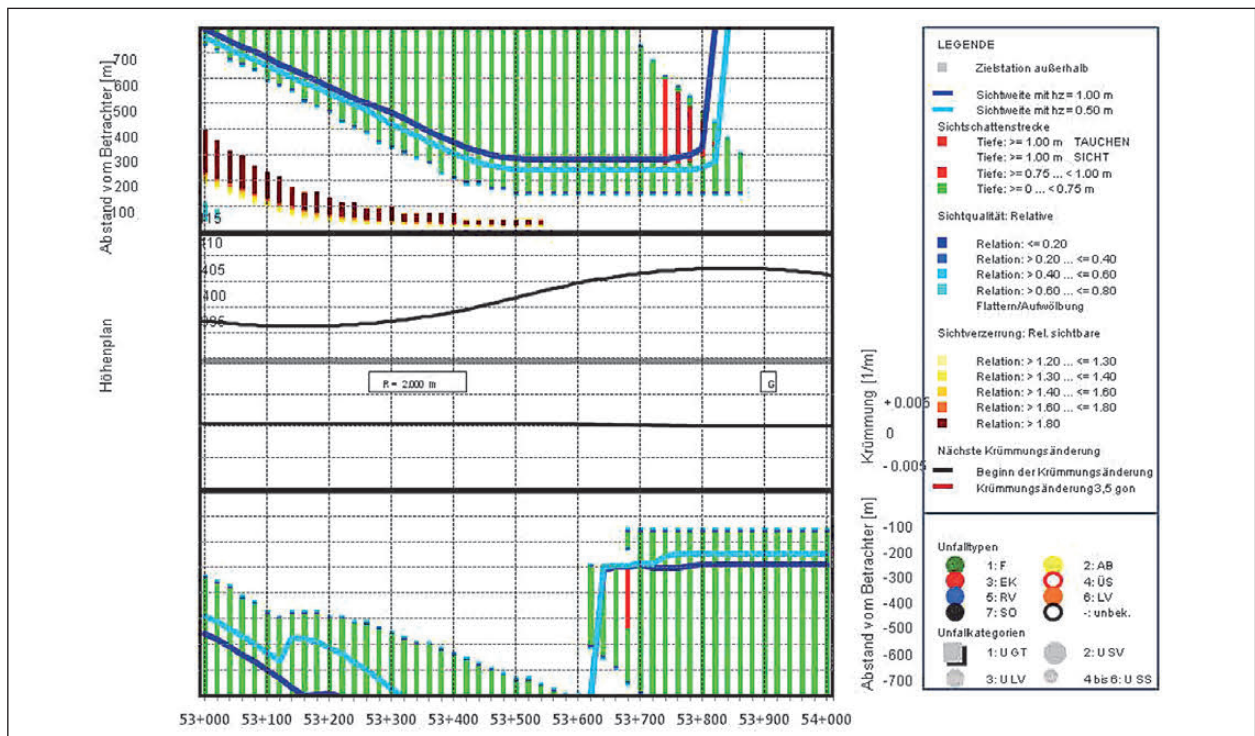 Abstand vom Betrachter [m]
700
600
500
400
300
200
100
Höhenplan
405
400
R = 2.000 m
G
Krümmung [1/m]
+ 0.005
0
- 0.005
Abstand vom Betrachter [m]
-100
-200
-300
-400
-500
-600
-700
53+000
53+100
53+200
53+300
53+400
53+500
53+600
53+700
53+800
53+900
54+000
LEGENDE
Zielstation außerhalb
Sichtweite mit hz= 1.00 m
Sichtweite mit hz= 0.50 m
Sichtschattenstrecke
Tiefe: >= 1.00 m TAUCHEN
Tiefe: >= 1.00 m SICHT
Tiefe: >= 0.75 ... < 1.00 m
Tiefe: >= 0 ... < 0.75 m
Sichtqualität: Relative
Relation: <= 0.20
Relation: > 0.20 ... <= 0.40
Relation: > 0.40 ... <= 0.60
Relation: > 0.60 ... <= 0.80
Flattern/Aufwölbung
Sichtverzerrung: Rel. sichtbare
Relation: > 1.20 ... <= 1.30
Relation: > 1.30 ... <= 1.40
Relation: > 1.40 ... <= 1.60
Relation: > 1.60 ... <= 1.80
Relation: > 1.80
Nächste Krümmungsänderung
Beginn der Krümmungsänderung
Krümmungsänderung 3,5 gon
Unfalltypen
1: F
2: AB
3: EK
4: ÜS
5: RV
6: LV
7: SO
-: unbek.
Unfallkategorien
1: U GT
2: U SV
3: U LV
4 bis 6: U SS